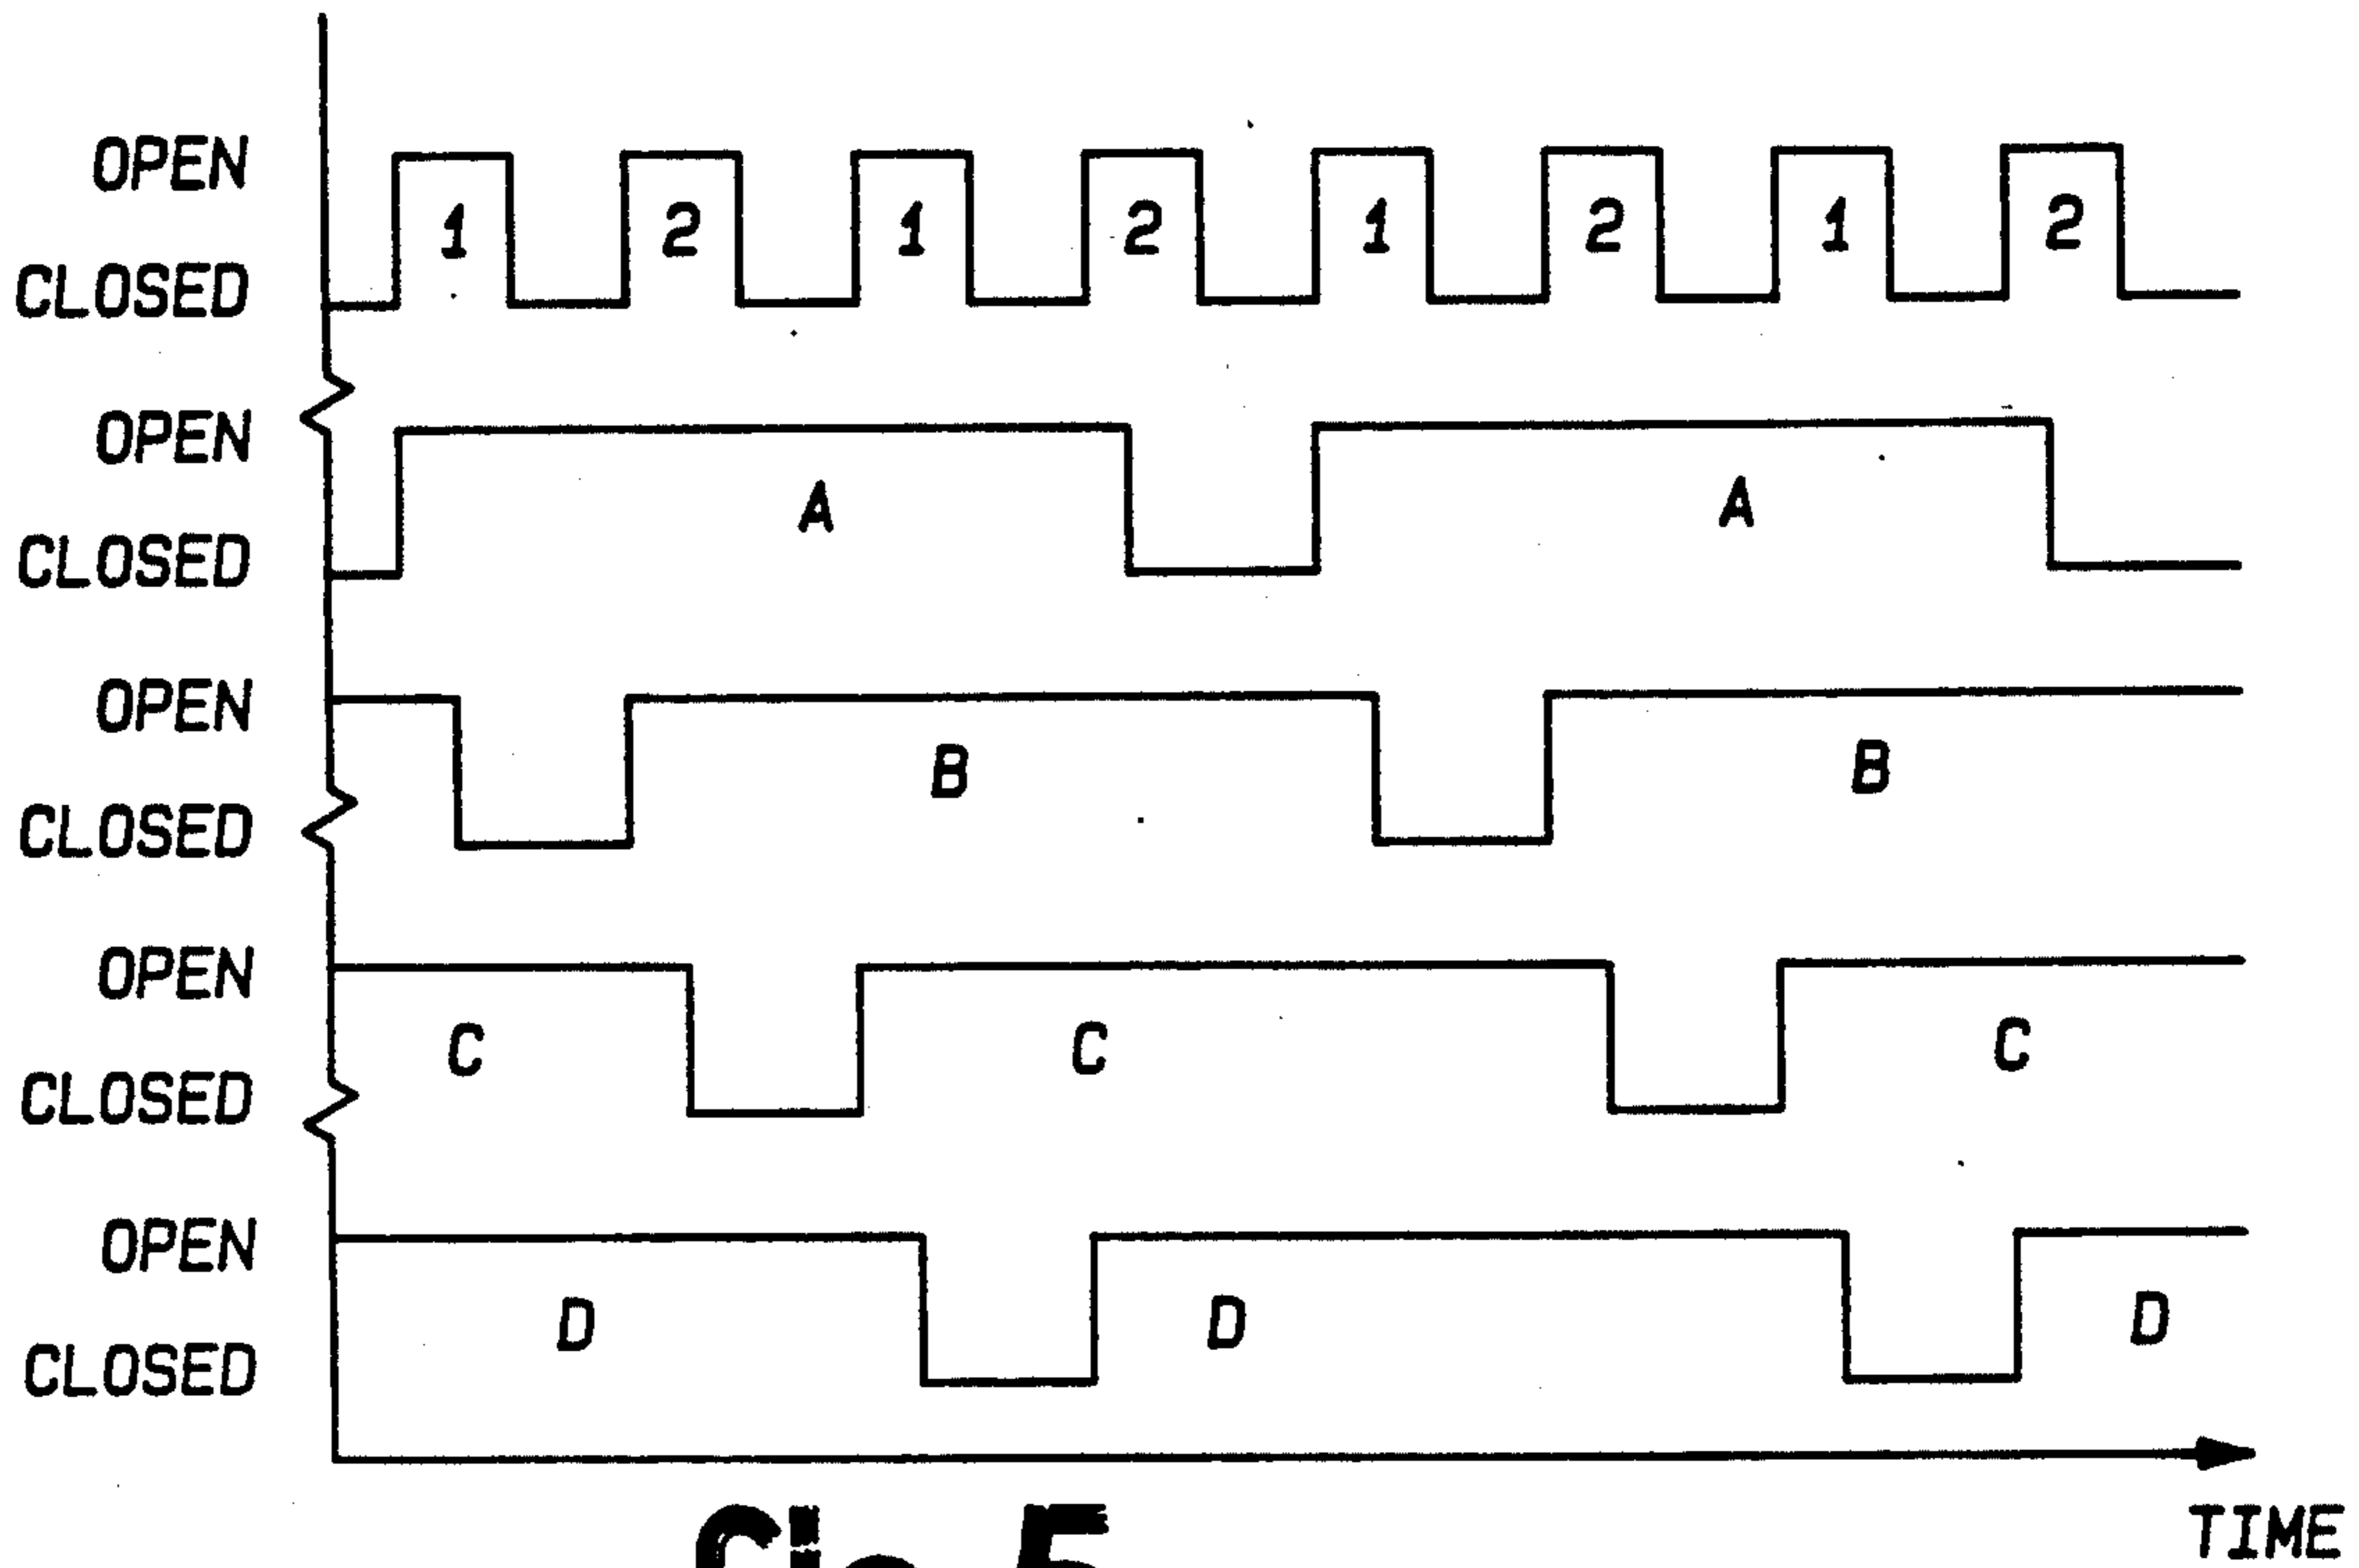 OPEN
1 2 1 2 1 2 1 2
CLOSED
OPEN
A A
CLOSED
OPEN
B B
CLOSED
OPEN
C C C
CLOSED
OPEN
D D D
CLOSED
TIME